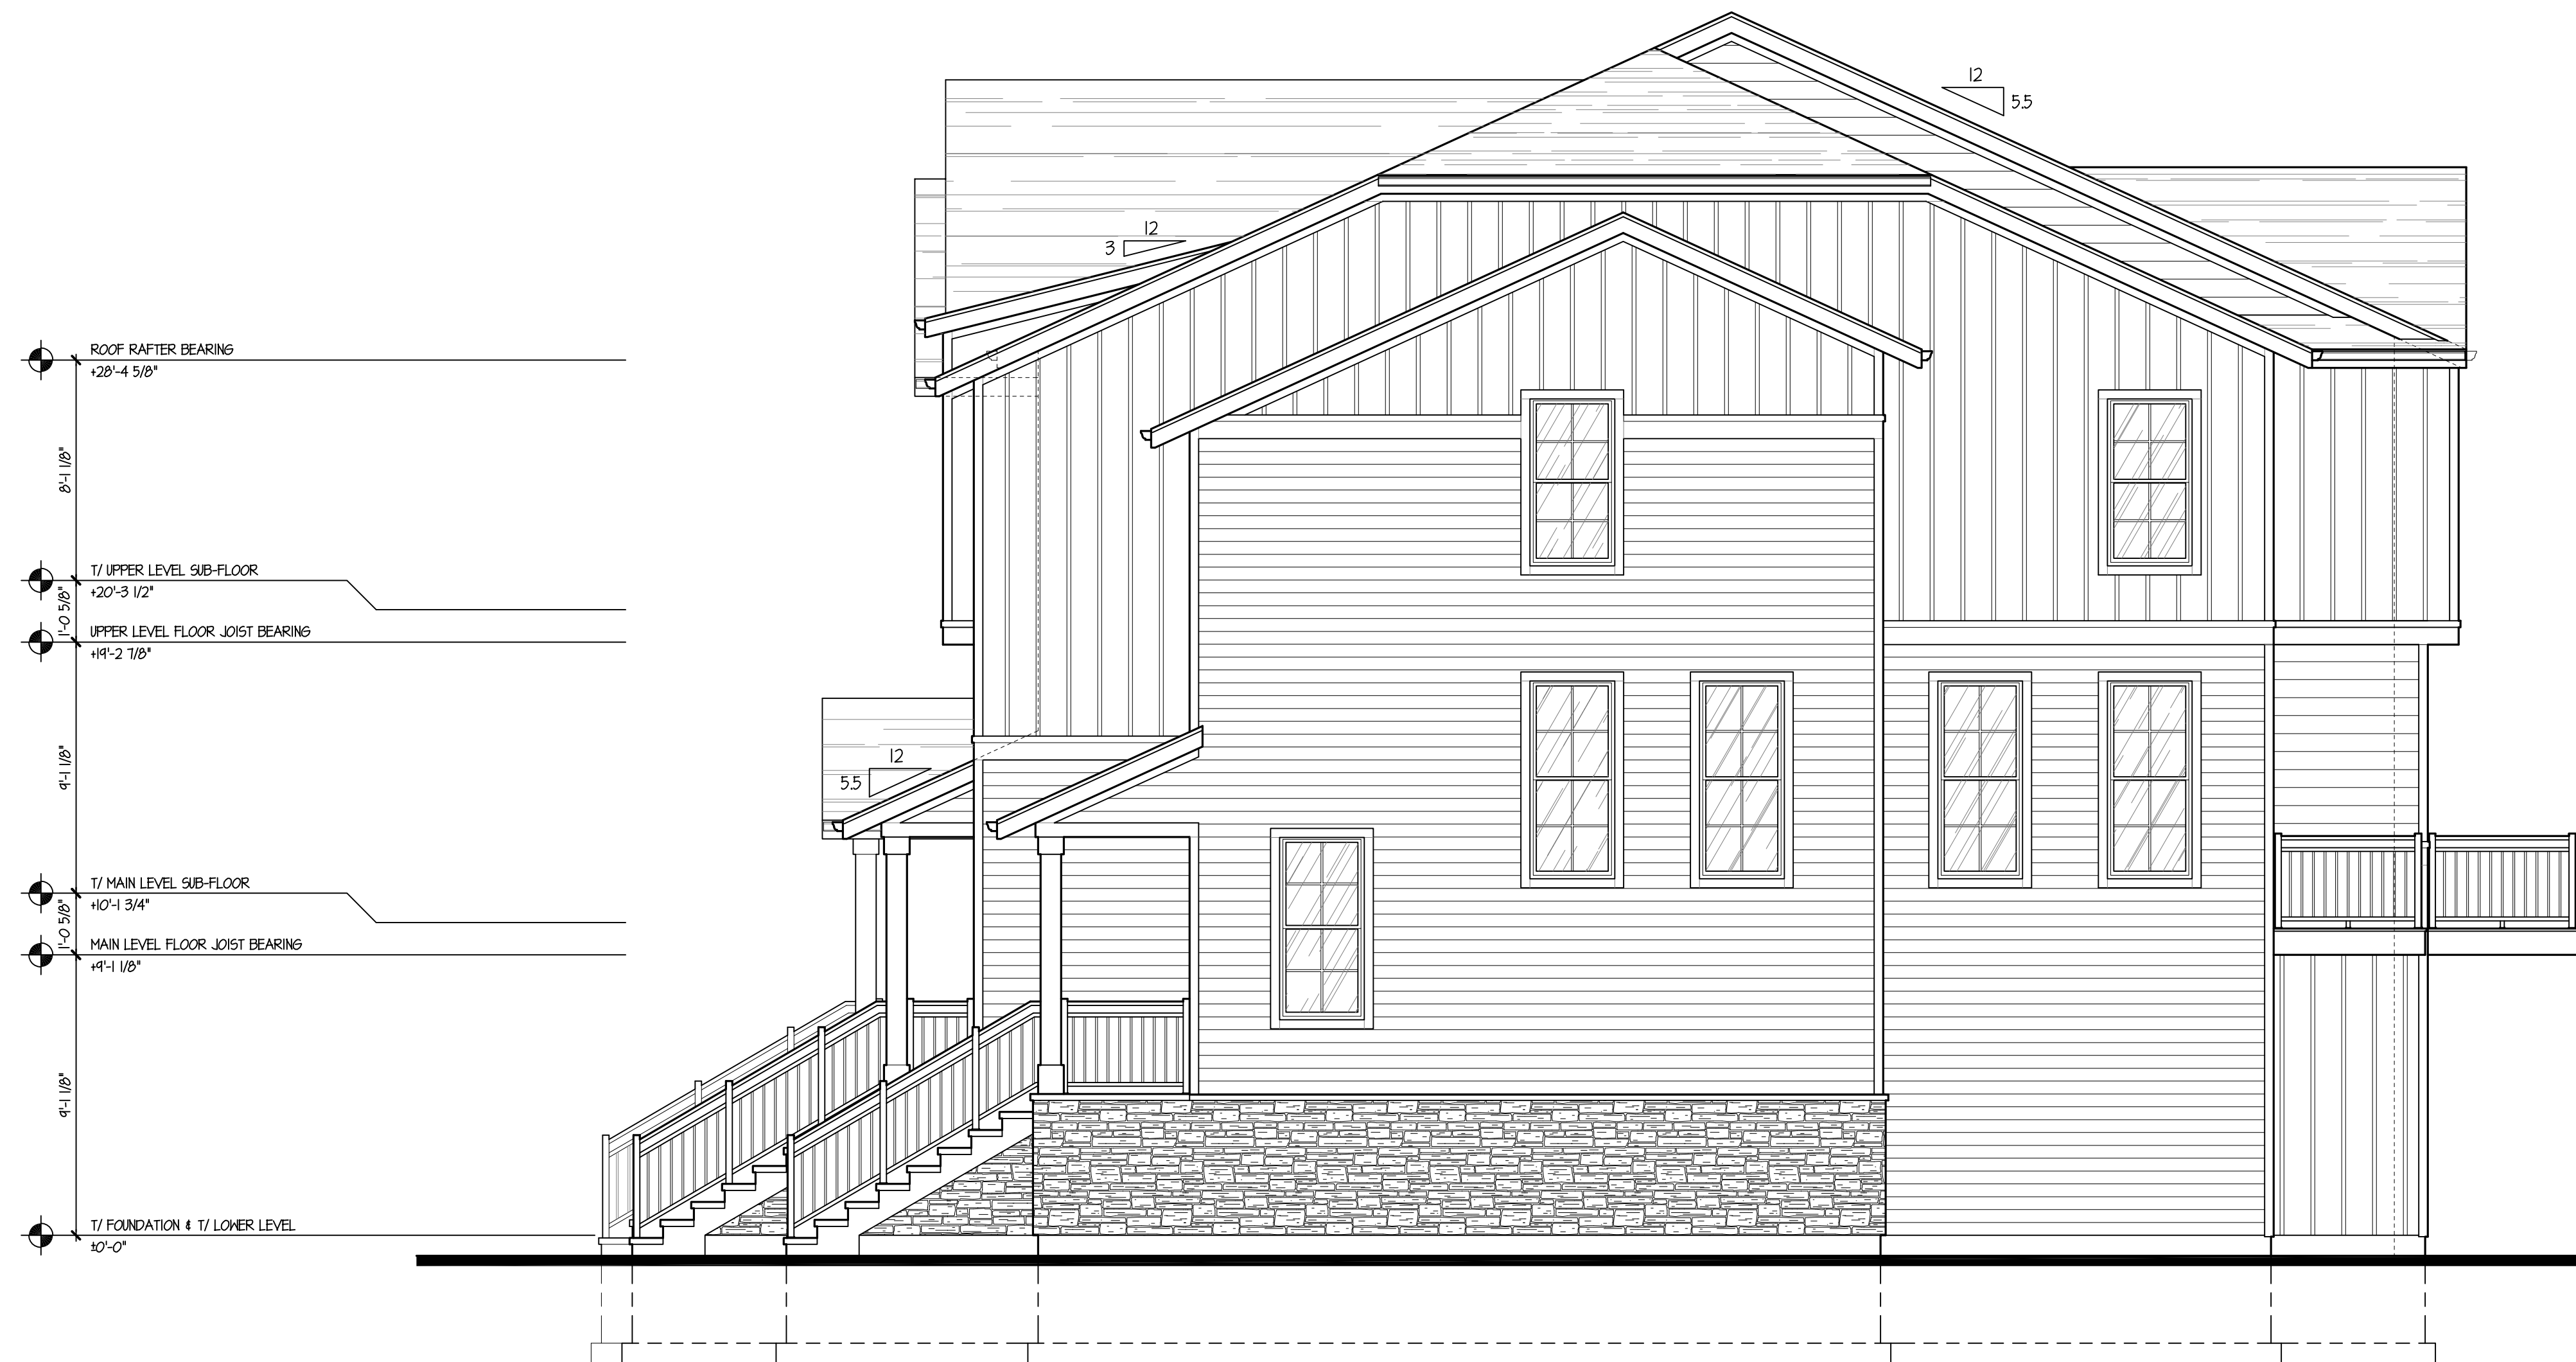 12
5.5
12
3
ROOF RAFTER BEARING
+28'-4 5/8"
8'-1 1/8"
T/ UPPER LEVEL SUB-FLOOR
+20'-3 1/2"
1'-0 5/8"
UPPER LEVEL FLOOR JOIST BEARING
+19'-2 7/8"
12
5.5
9'-1 1/8"
T/ MAIN LEVEL SUB-FLOOR
+10'-1 3/4"
1'-0 5/8"
MAIN LEVEL FLOOR JOIST BEARING
+9'-1 1/8"
9'-1 1/8"
T/ FOUNDATION & T/ LOWER LEVEL
±0'-0"